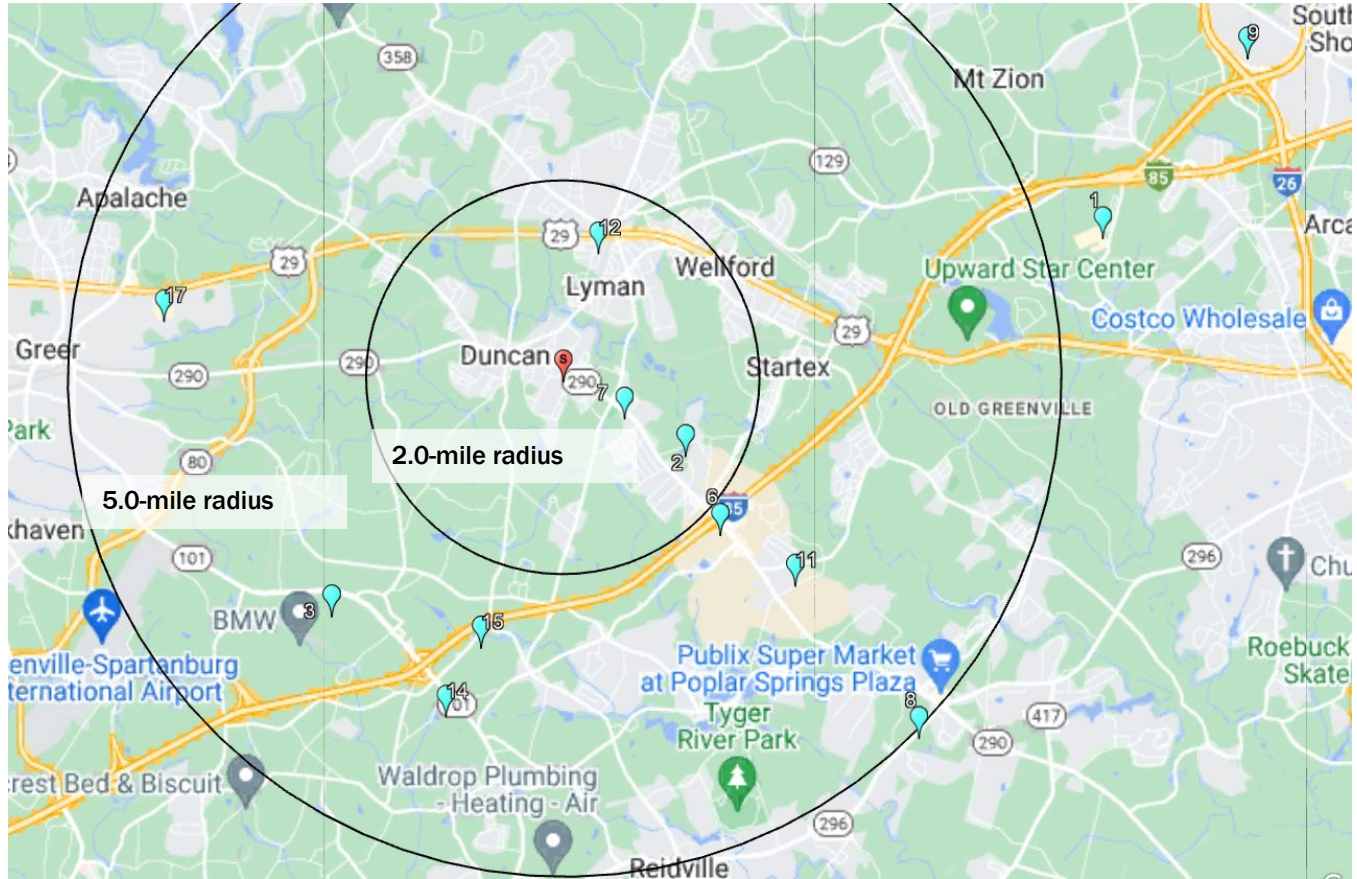 South
Sho
9
358
Mt Zion
129
85
26
1
Apalache
12
29
29
Arca
Wellford
Upward Star Center
17
Lyman
Costco Wholesale
29
Greer
Duncan
S
290
290
290
7
Startex
OLD GREENVILLE
Park
2.0-mile radius
80
2
5.0-mile radius
6
85
khaven
101
296
Chu
11
3
BMW
15
enville-Spartanburg
ternational Airport
Publix Super Market
at Poplar Springs Plaza
Roebuck
Skate
14
101
8
Tyger
River Park
417
290
crest Bed & Biscuit
Waldrop Plumbing
- Heating - Air
296
Reidville